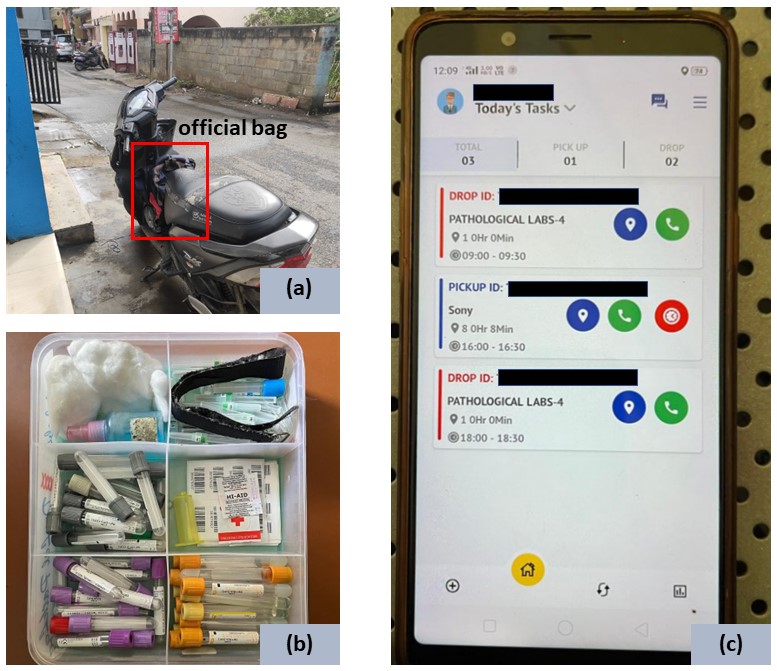 official bag
(a)
HI-AID
(b)
12:09
Today's Tasks
TOTAL
03
PICK UP
01
DROP
02
DROP ID:
PATHOLOGICAL LABS-4
1 0Hr 0Min
09:00 - 09:30
PICKUP ID:
Sony
8 0Hr 8Min
16:00 - 16:30
DROP ID:
PATHOLOGICAL LABS-4
1 0Hr 0Min
18:00 - 18:30
(c)